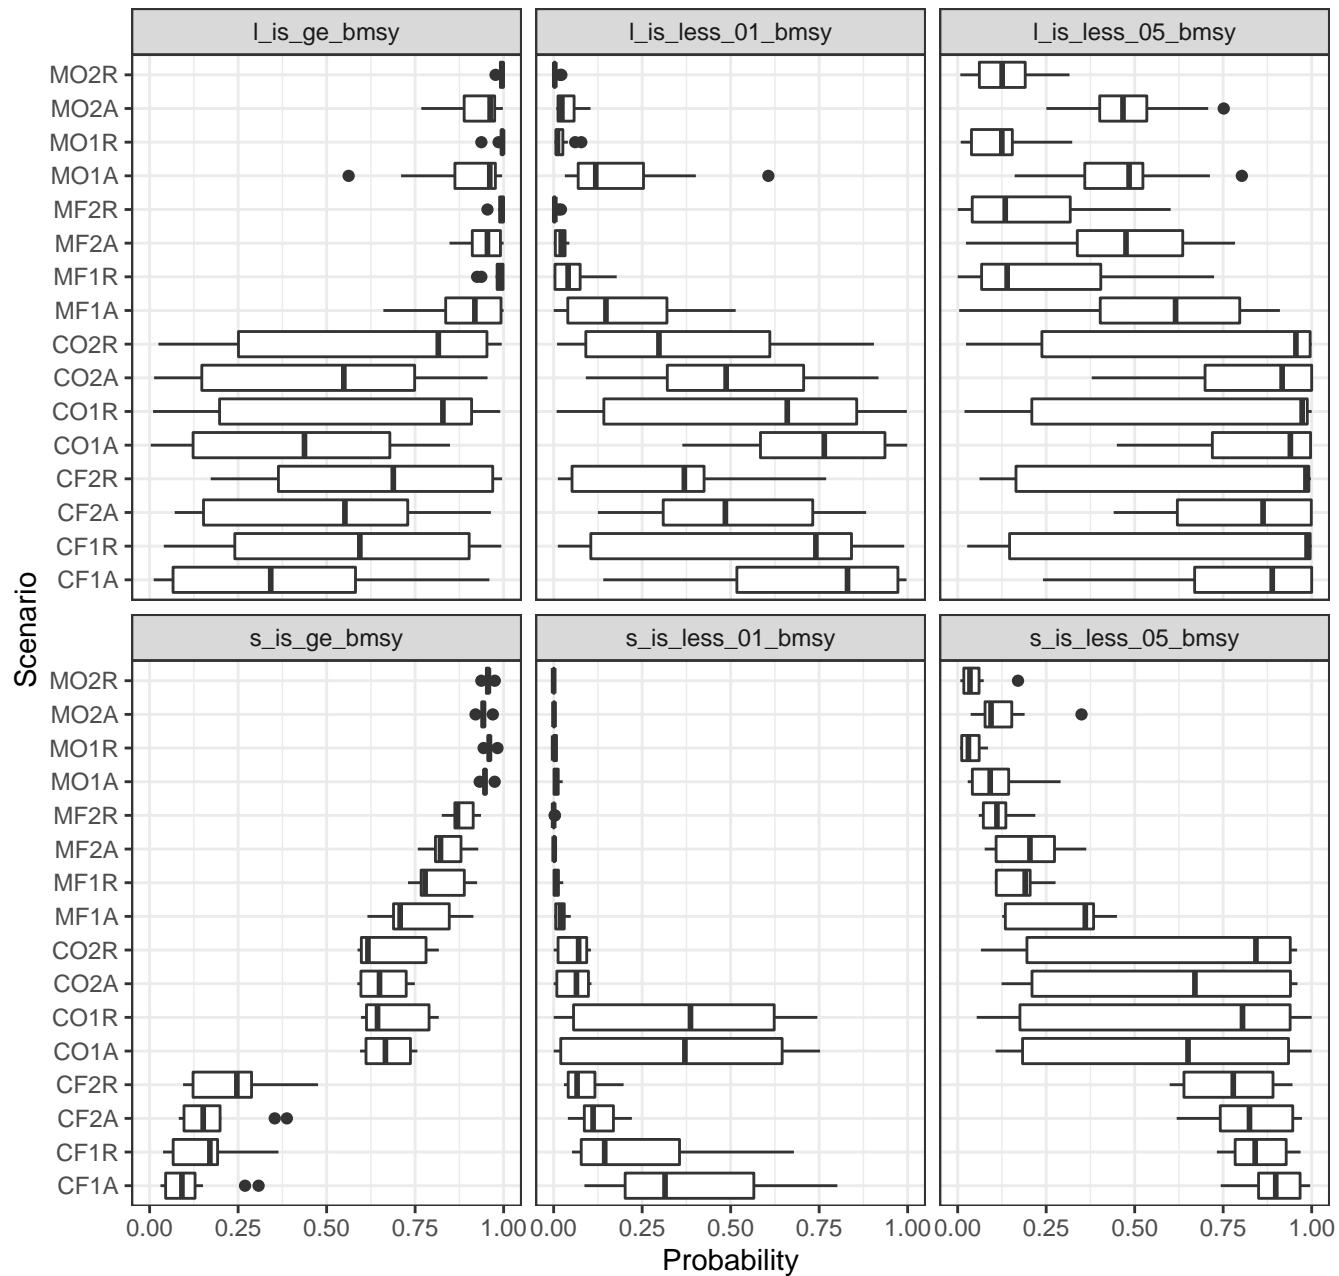 l_is_ge_bmsy l_is_less_01_bmsy l_is_less_05_bmsy
MO2R
MO2A
MO1R
MO1A
MF2R
MF2A
MF1R
MF1A
CO2R
CO2A
CO1R
CO1A
CF2R
CF2A
CF1R
CF1A
Scenario
s_is_ge_bmsy s_is_less_01_bmsy s_is_less_05_bmsy
MO2R
MO2A
MO1R
MO1A
MF2R
MF2A
MF1R
MF1A
CO2R
CO2A
CO1R
CO1A
CF2R
CF2A
CF1R
CF1A
0.00 0.25 0.50 0.75 1.00 0.00 0.25 0.50 0.75 1.00 0.00 0.25 0.50 0.75 1.00
Probability